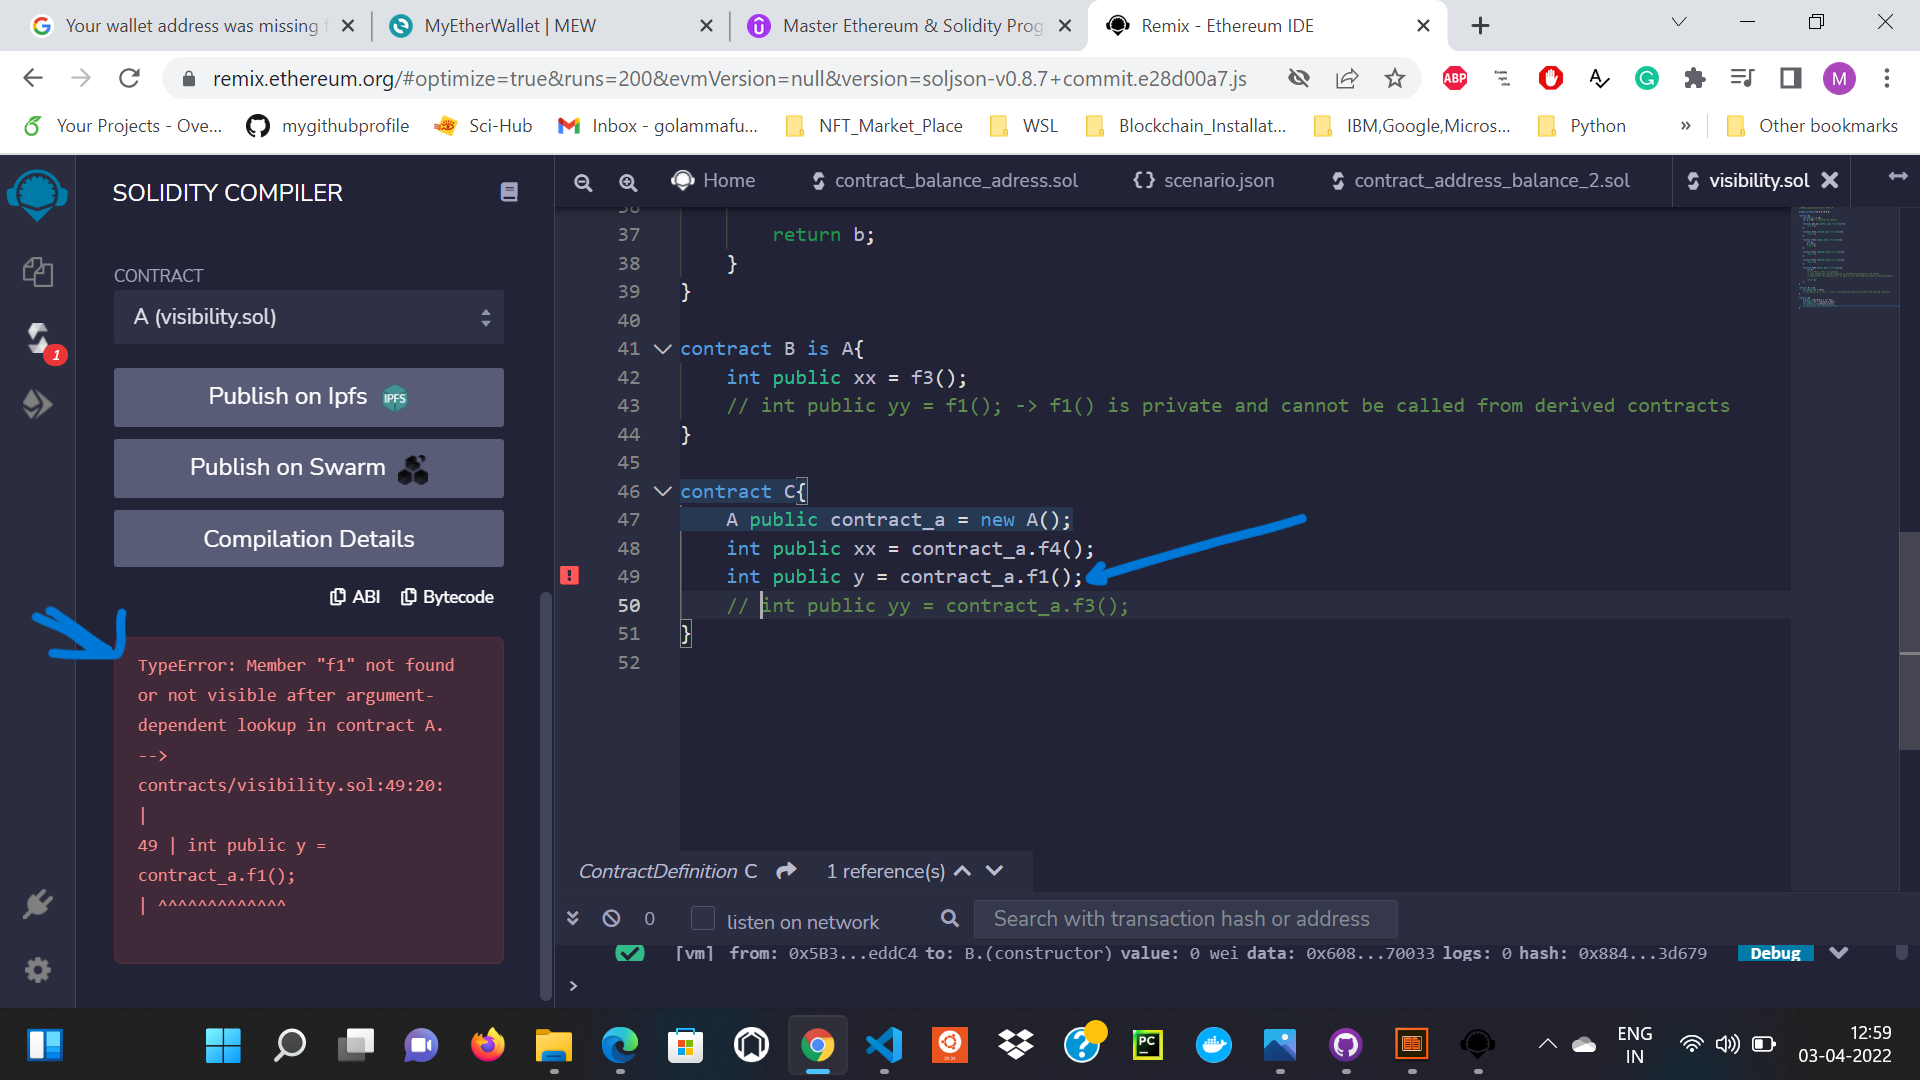 Your wallet address was missing f
MyEtherWallet | MEW
Master Ethereum & Solidity Prog
Remix - Ethereum IDE
remix.ethereum.org/#optimize=true&runs=200&evmVersion=null&version=soljson-v0.8.7+commit.e28d00a7.js
ABP
M
Your Projects - Ove...
mygithubprofile
Sci-Hub
Inbox - golammafu...
NFT_Market_Place
WSL
Blockchain_Installat...
IBM,Google,Micros...
Python
»
Other bookmarks
SOLIDITY COMPILER
Home
contract_balance_adress.sol
scenario.json
contract_address_balance_2.sol
visibility.sol
CONTRACT
A (visibility.sol)
1
Publish on Ipfs
IPFS
Publish on Swarm
Compilation Details
ABI
Bytecode
TypeError: Member "f1" not found
or not visible after argument-
dependent lookup in contract A.
-->
contracts/visibility.sol:49:20:
|
49 | int public y =
contract_a.f1();
| ^^^^^^^^^^^^^
36
37 return b;
38 }
39 }
40
41 contract B is A{
42 int public xx = f3();
43 // int public yy = f1(); -> f1() is private and cannot be called from derived contracts
44 }
45
46 contract C{
47 A public contract_a = new A();
48 int public xx = contract_a.f4();
49 int public y = contract_a.f1();
50 // int public yy = contract_a.f3();
51 }
52
ContractDefinition C
1 reference(s)
0
listen on network
Search with transaction hash or address
[vm] from: 0x5B3...eddC4 to: B.(constructor) value: 0 wei data: 0x608...70033 logs: 0 hash: 0x884...3d679
Debug
>
PC
ENG
IN
12:59
03-04-2022